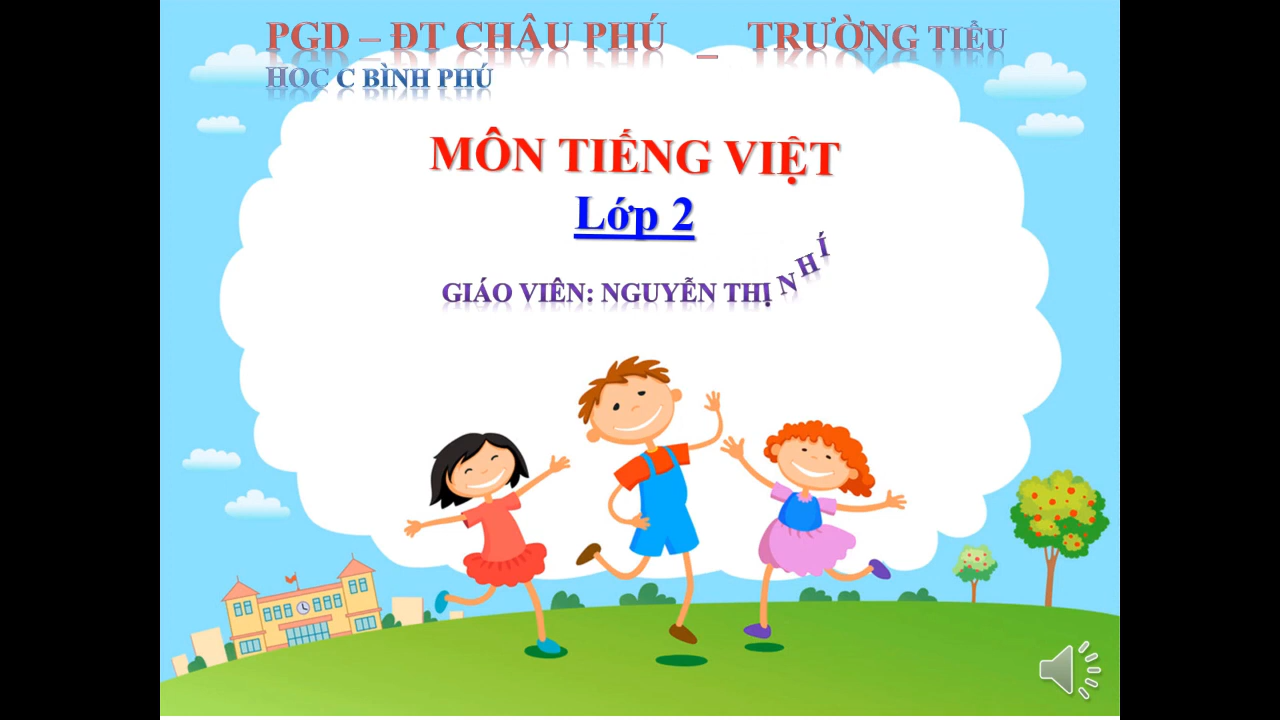 PGD – ĐT CHÂU PHÚ _ TRƯỜNG TIỂU
HỌC C BÌNH PHÚ
MÔN TIẾNG VIỆT
Lớp 2
GIÁO VIÊN: NGUYỄN THỊ NHÍ